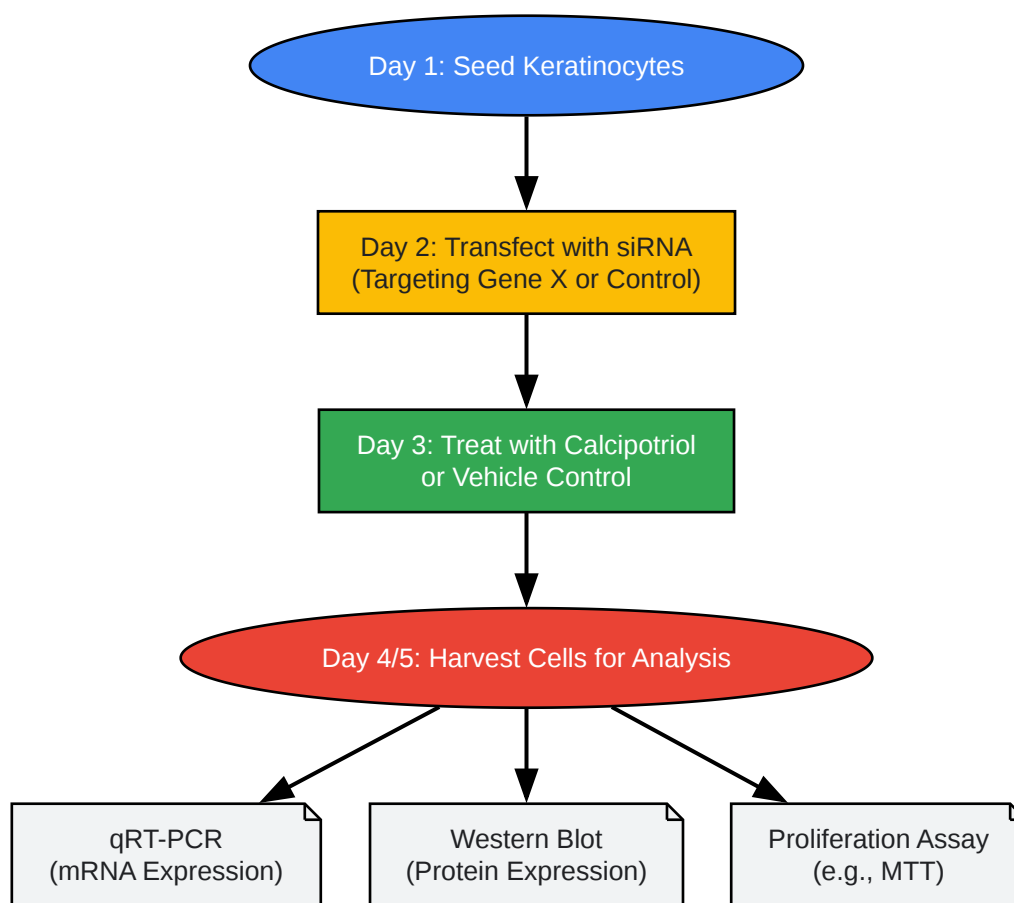 Day 1: Seed Keratinocytes
Day 2: Transfect with siRNA
(Targeting Gene X or Control)
Day 3: Treat with Calcipotriol
or Vehicle Control
Day 4/5: Harvest Cells for Analysis
qRT-PCR
(mRNA Expression)
Western Blot
(Protein Expression)
Proliferation Assay
(e.g., MTT)